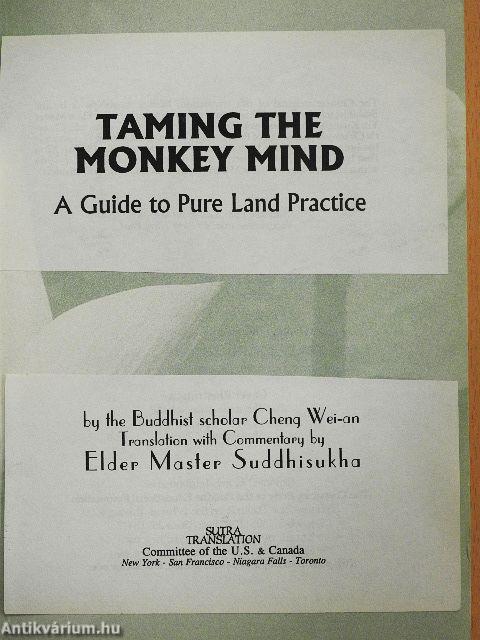 TAMING THE
MONKEY MIND
A Guide to Pure Land Practice
by the Buddhist scholar Cheng Wei-an
Translation with Commentary by
Elder Master Suddhisukha
SUTRA
TRANSLATION
Committee of the U.S. & Canada
New York - San Francisco - Niagara Falls - Toronto
Antikvárium.hu